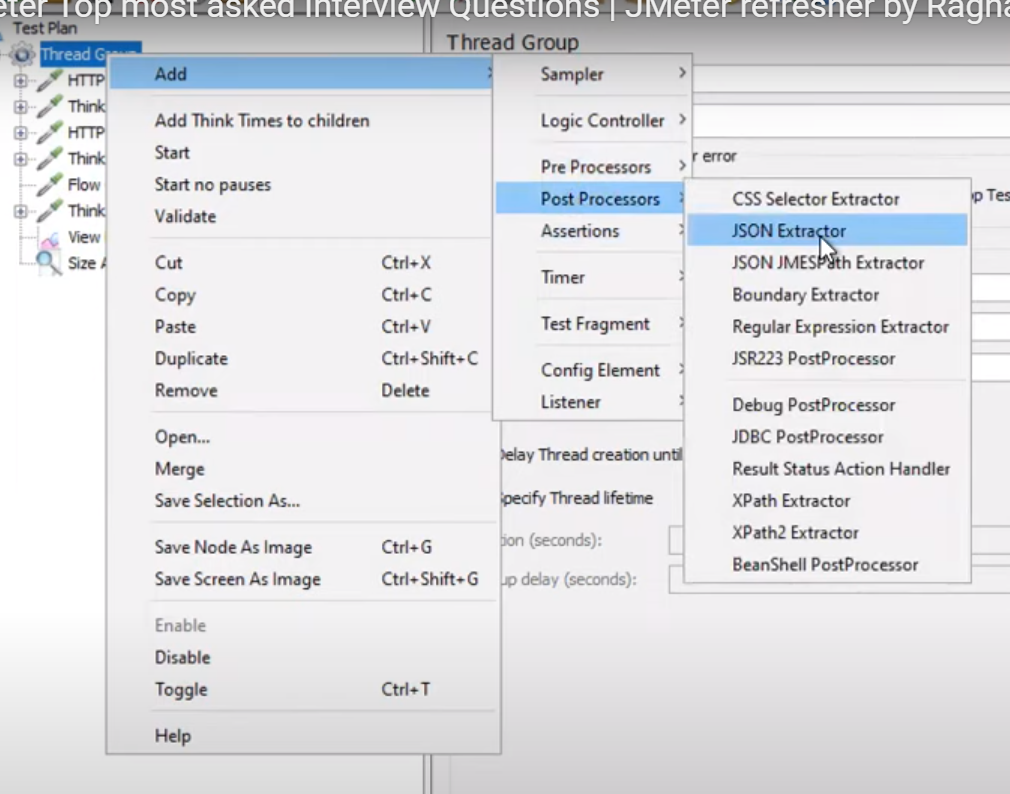 eter Top most asked Interview Questions | JMeter refresher by Ragha
Test Plan
Thread Group
HTTP
Think
HTTP
Think
Flow
Think
View
Size A
Add
Add Think Times to children
Start
Start no pauses
Validate
Cut Ctrl+X
Copy Ctrl+C
Paste Ctrl+V
Duplicate Ctrl+Shift+C
Remove Delete
Open...
Merge
Save Selection As...
Save Node As Image Ctrl+G
Save Screen As Image Ctrl+Shift+G
Enable
Disable
Toggle Ctrl+T
Help
Thread Group
Sampler
Logic Controller
Pre Processors
Post Processors
Assertions
Timer
Test Fragment
Config Element
Listener
r error
op Tes
CSS Selector Extractor
JSON Extractor
JSON JMESPath Extractor
Boundary Extractor
Regular Expression Extractor
JSR223 PostProcessor
Debug PostProcessor
JDBC PostProcessor
Result Status Action Handler
XPath Extractor
XPath2 Extractor
BeanShell PostProcessor
Delay Thread creation until
Specify Thread lifetime
ion (seconds):
up delay (seconds):